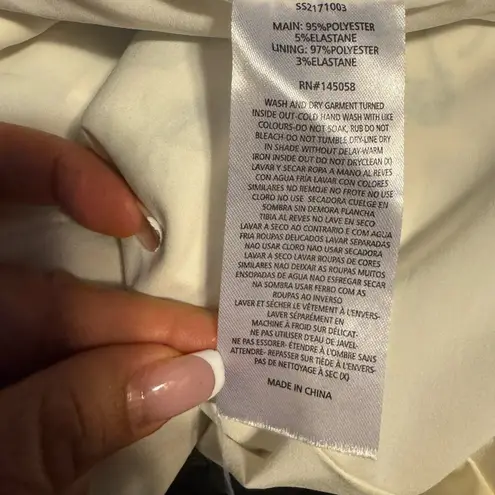 SS2171003
MAIN: 95%POLYESTER
5%ELASTANE
LINING: 97%POLYESTER
3%ELASTANE
RN#145058
WASH AND DRY GARMENT TURNED
INSIDE OUT-COLD HAND WASH WITH LIKE
COLOURS-DO NOT SOAK, RUB DO NOT
BLEACH-DO NOT TUMBLE DRY-LINE DRY
IN SHADE WITHOUT DELAY-WARM
IRON INSIDE OUT DO NOT DRYCLEAN (X)
LAVAR Y SECAR ROPA A MANO AL REVES
CON AGUA FRÍA LAVAR CON COLORES
SIMILARES NO REMOJE NO FROTE NO USE
CLORO NO USE SECADORA CUELGE EN
SOMBRA SIN DEMORA PLANCHA
TIBIA AL REVES NO LAVE EN SECO
LAVAR A SECO AO CONTRARIO E COM AGUA
FRIA ROUPAS DELICADOS LAVAR SEPARADAS
NAO USAR CLORO NAO USAR SECADORA
LAVAR A SECO LAVAR ROUPAS DE CORES
SIMILARES NAO DEIXAR AS ROUPAS MUITOS
ENSOPADAS DE AGUA NAO ESFREGAR SECAR
NA SOMBRA USAR FERRO COM AS
ROUPAS AO INVERSO
LAVER ET SÉCHER LE VÊTEMENT À L'ENVERS-
LAVER SÉPARÉMENT EN
MACHINE À FROID SUR DÉLICAT-
NE PAS UTILISER D'EAU DE JAVEL-
NE PAS ESSORER- ÉTENDRE À L'OMBRE SANS
ATTENDRE- REPASSER SUR TIÈDE À L'ENVERS-
PAS DE NETTOYAGE À SEC (X)
MADE IN CHINA